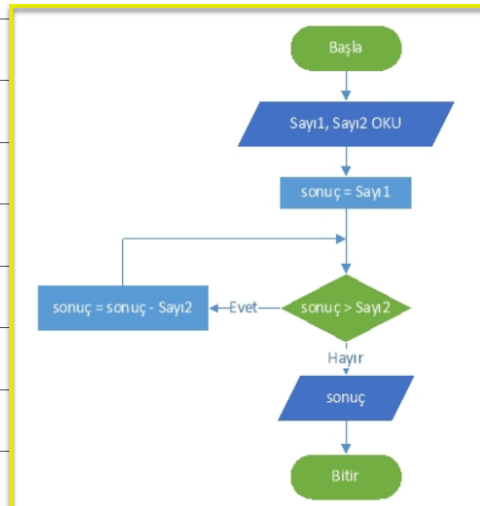 Başla
Sayı1, Sayı2 OKU
sonuç = Sayı1
sonuç = sonuç - Sayı2
Evet
sonuç > Sayı2
Hayır
sonuç
Bitir